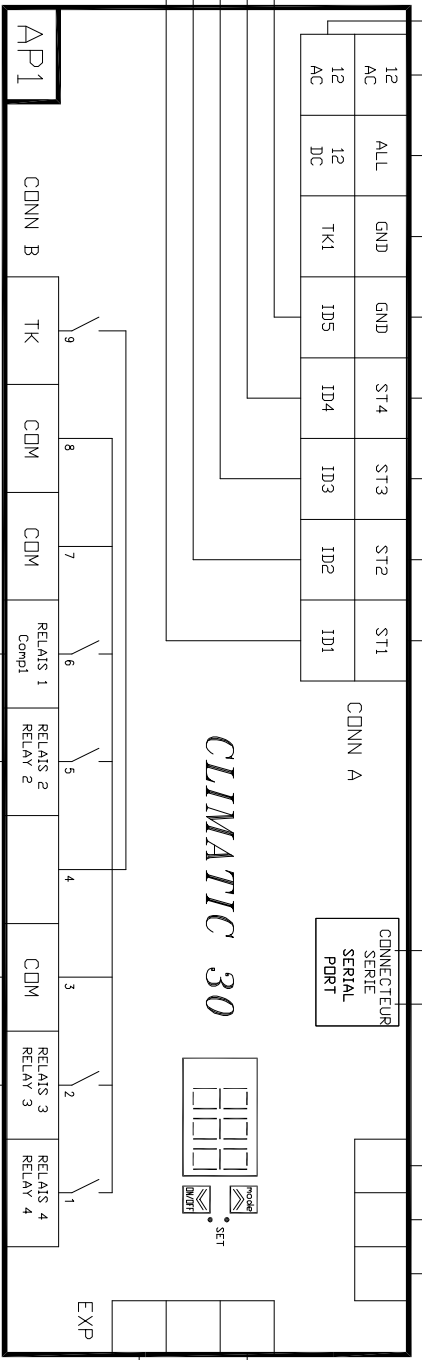 AP1
CONN B
TK
COM
COM
RELAIS 1
Comp1
RELAIS 2
RELAY 2
COM
RELAIS 3
RELAY 3
RELAIS 4
RELAY 4
9
8
7
6
5
4
3
2
1
EXP
CLIMATIC 30
mode
ON/OFF
SET
12
AC
ALL
GND
GND
ST4
ST3
ST2
ST1
12
AC
12
DC
TK1
ID5
ID4
ID3
ID2
ID1
CONN A
CONNECTEUR
SERIE
SERIAL
PORT